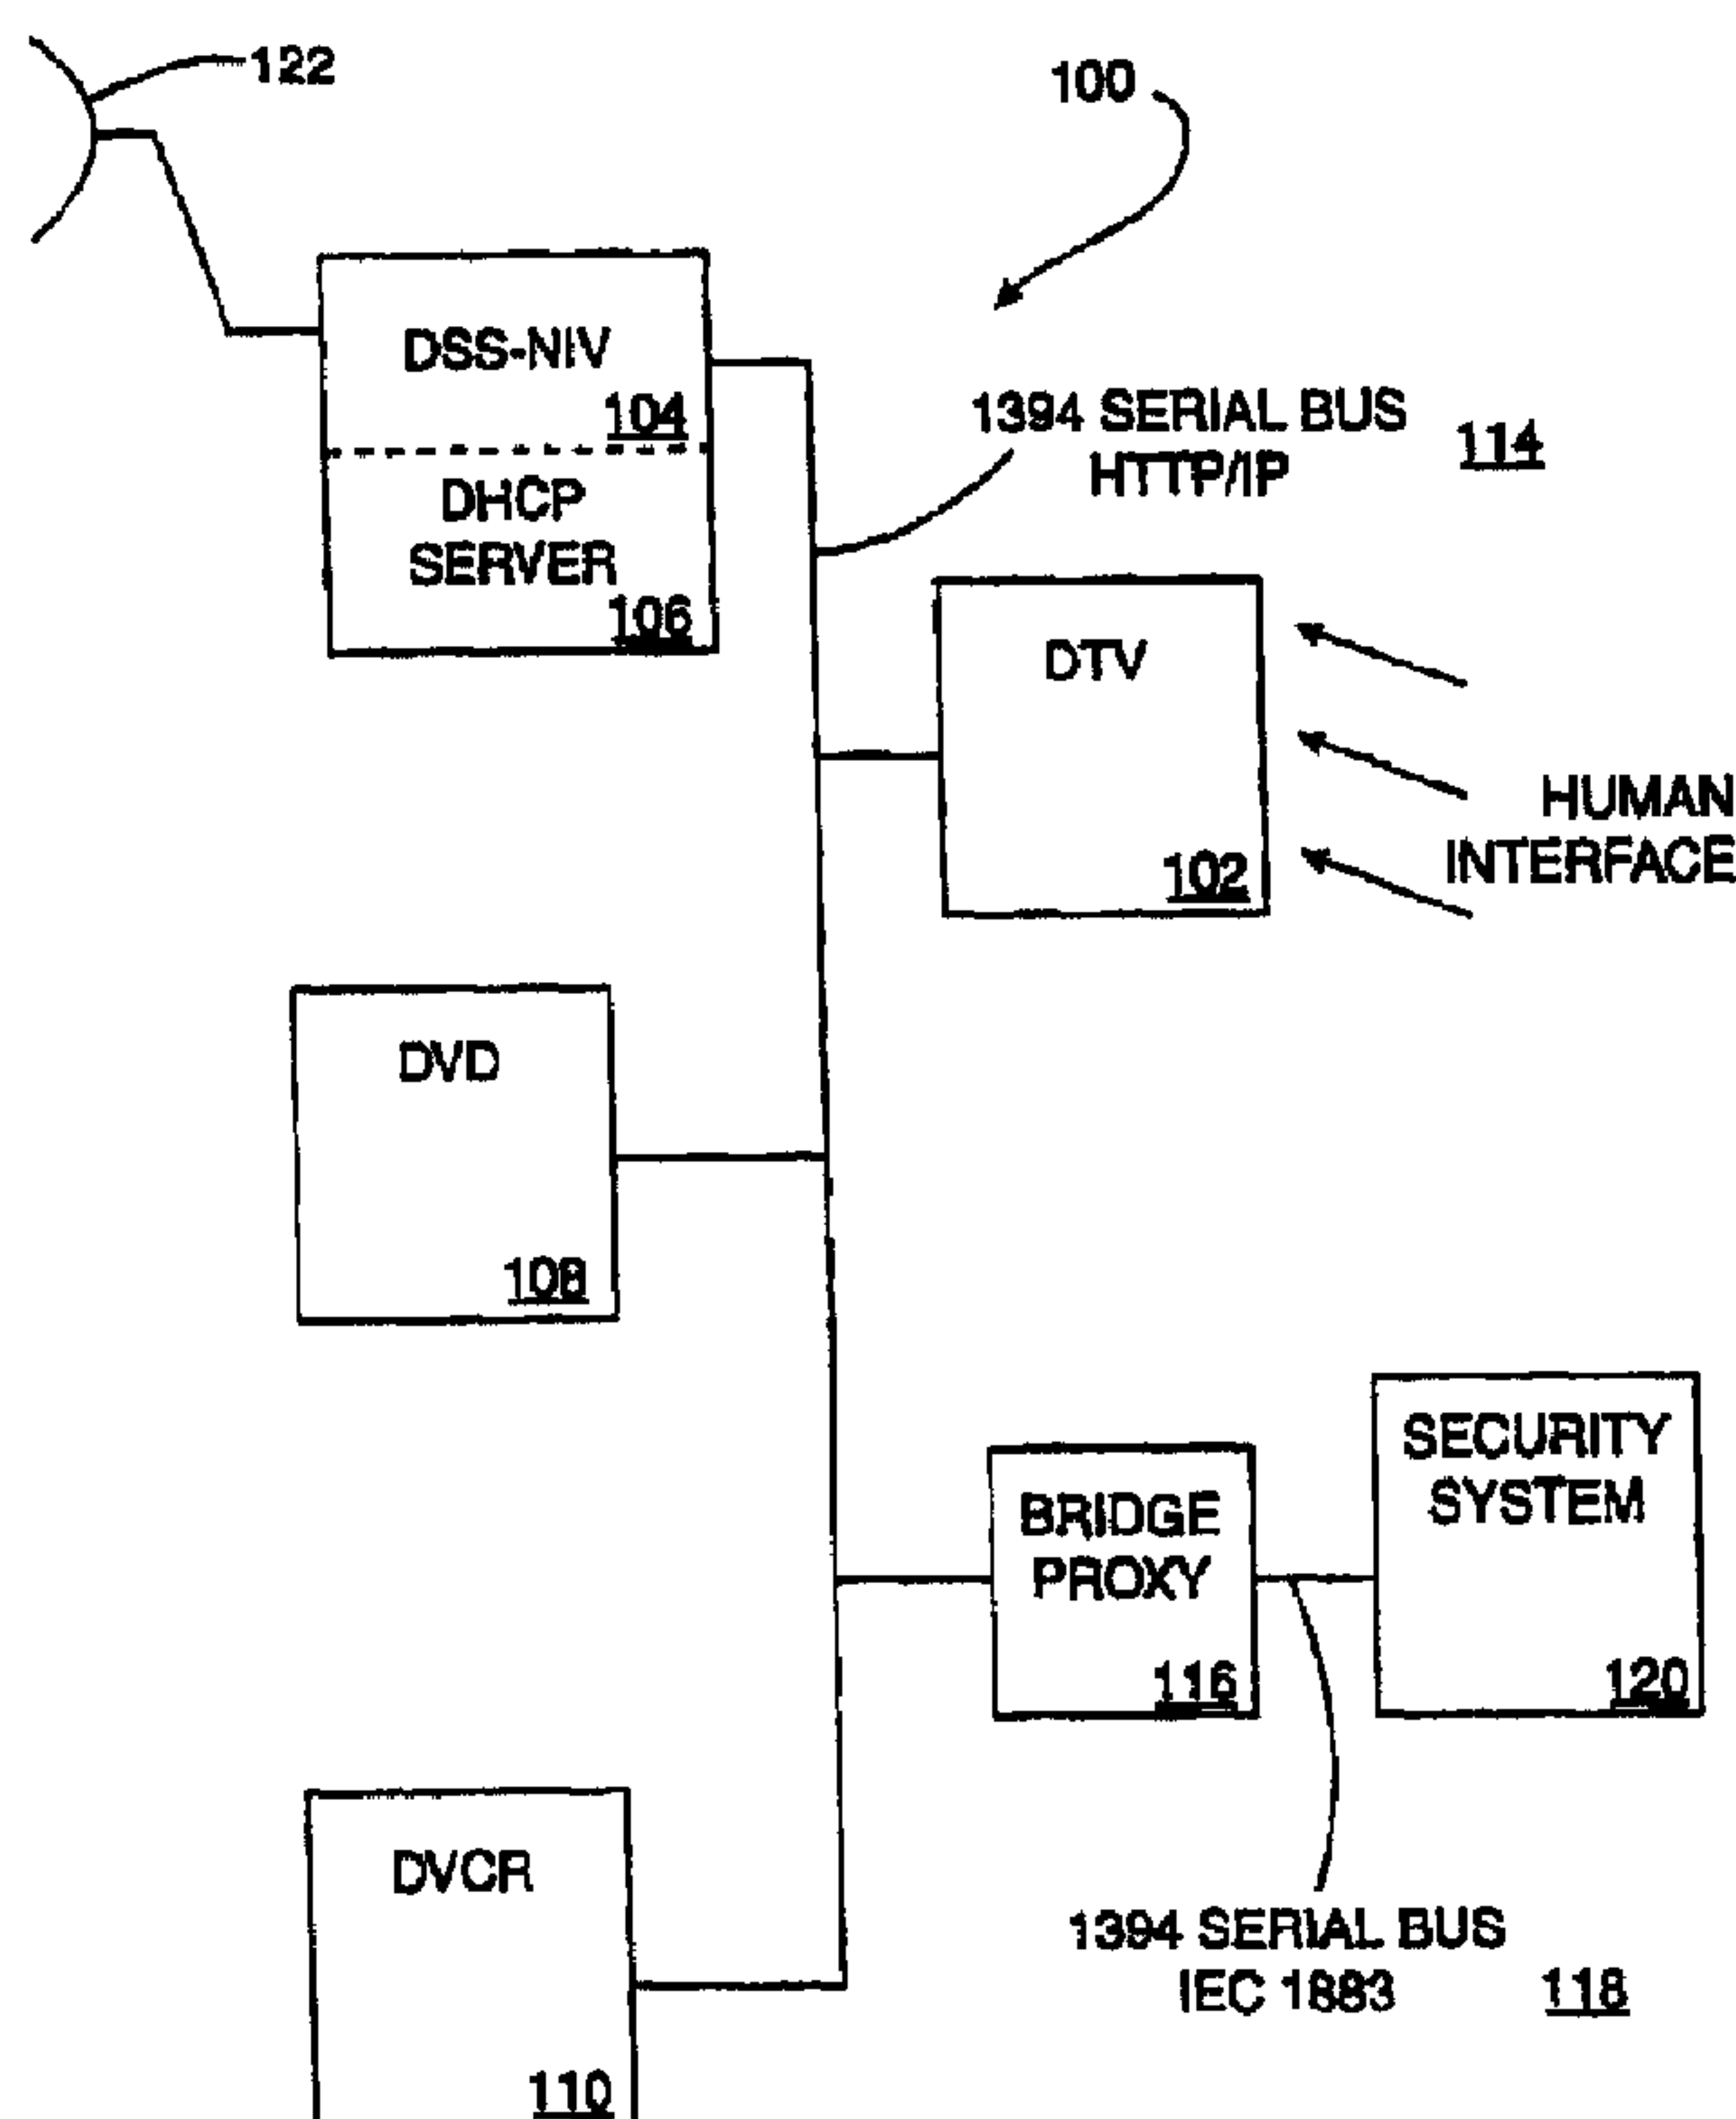 122
100
DSS-NIV
104
DHCP
SERVER
106
1394 SERIAL BUS
HTTP/IP
114
DTV
102
HUMAN
INTERFACE
DVD
108
BRIDGE
PROXY
116
SECURITY
SYSTEM
120
DVCR
110
1394 SERIAL BUS
IEC 1883
118